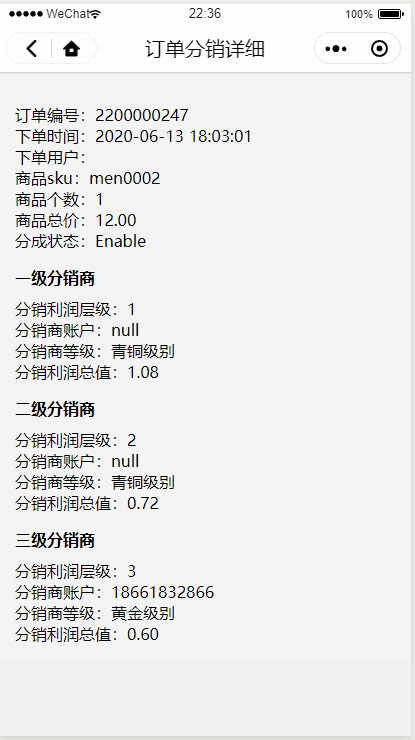 ●●●●● WeChat 22:36 100%
订单分销详细
订单编号：2200000247
下单时间：2020-06-13 18:03:01
下单用户：
商品sku：men0002
商品个数：1
商品总价：12.00
分成状态：Enable
一级分销商
分销利润层级：1
分销商账户：null
分销商等级：青铜级别
分销利润总值：1.08
二级分销商
分销利润层级：2
分销商账户：null
分销商等级：青铜级别
分销利润总值：0.72
三级分销商
分销利润层级：3
分销商账户：18661832866
分销商等级：黄金级别
分销利润总值：0.60